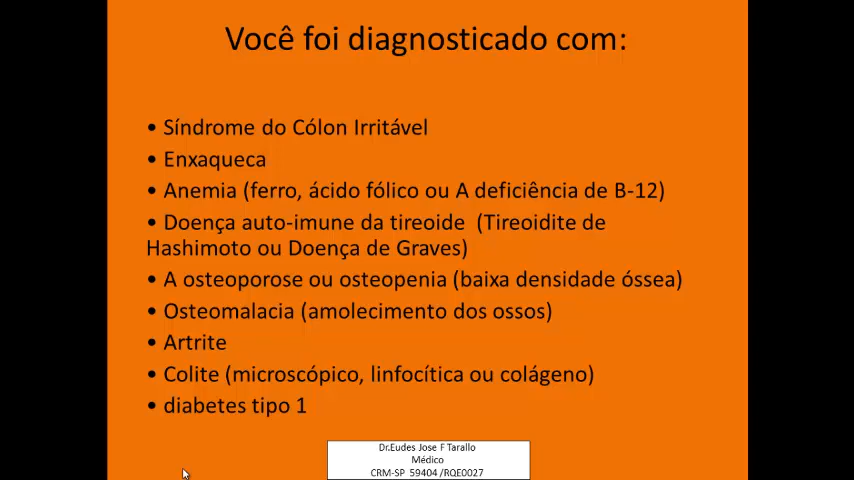 Você foi diagnosticado com:
• Síndrome do Cólon Irritável
• Enxaqueca
• Anemia (ferro, ácido fólico ou A deficiência de B-12)
• Doença auto-imune da tireoide (Tireoidite de
Hashimoto ou Doença de Graves)
• A osteoporose ou osteopenia (baixa densidade óssea)
• Osteomalacia (amolecimento dos ossos)
• Artrite
• Colite (microscópico, linfocítica ou colágeno)
• diabetes tipo 1
Dr.Eudes Jose F Tarallo
Médico
CRM-SP 59404 /RQE0027